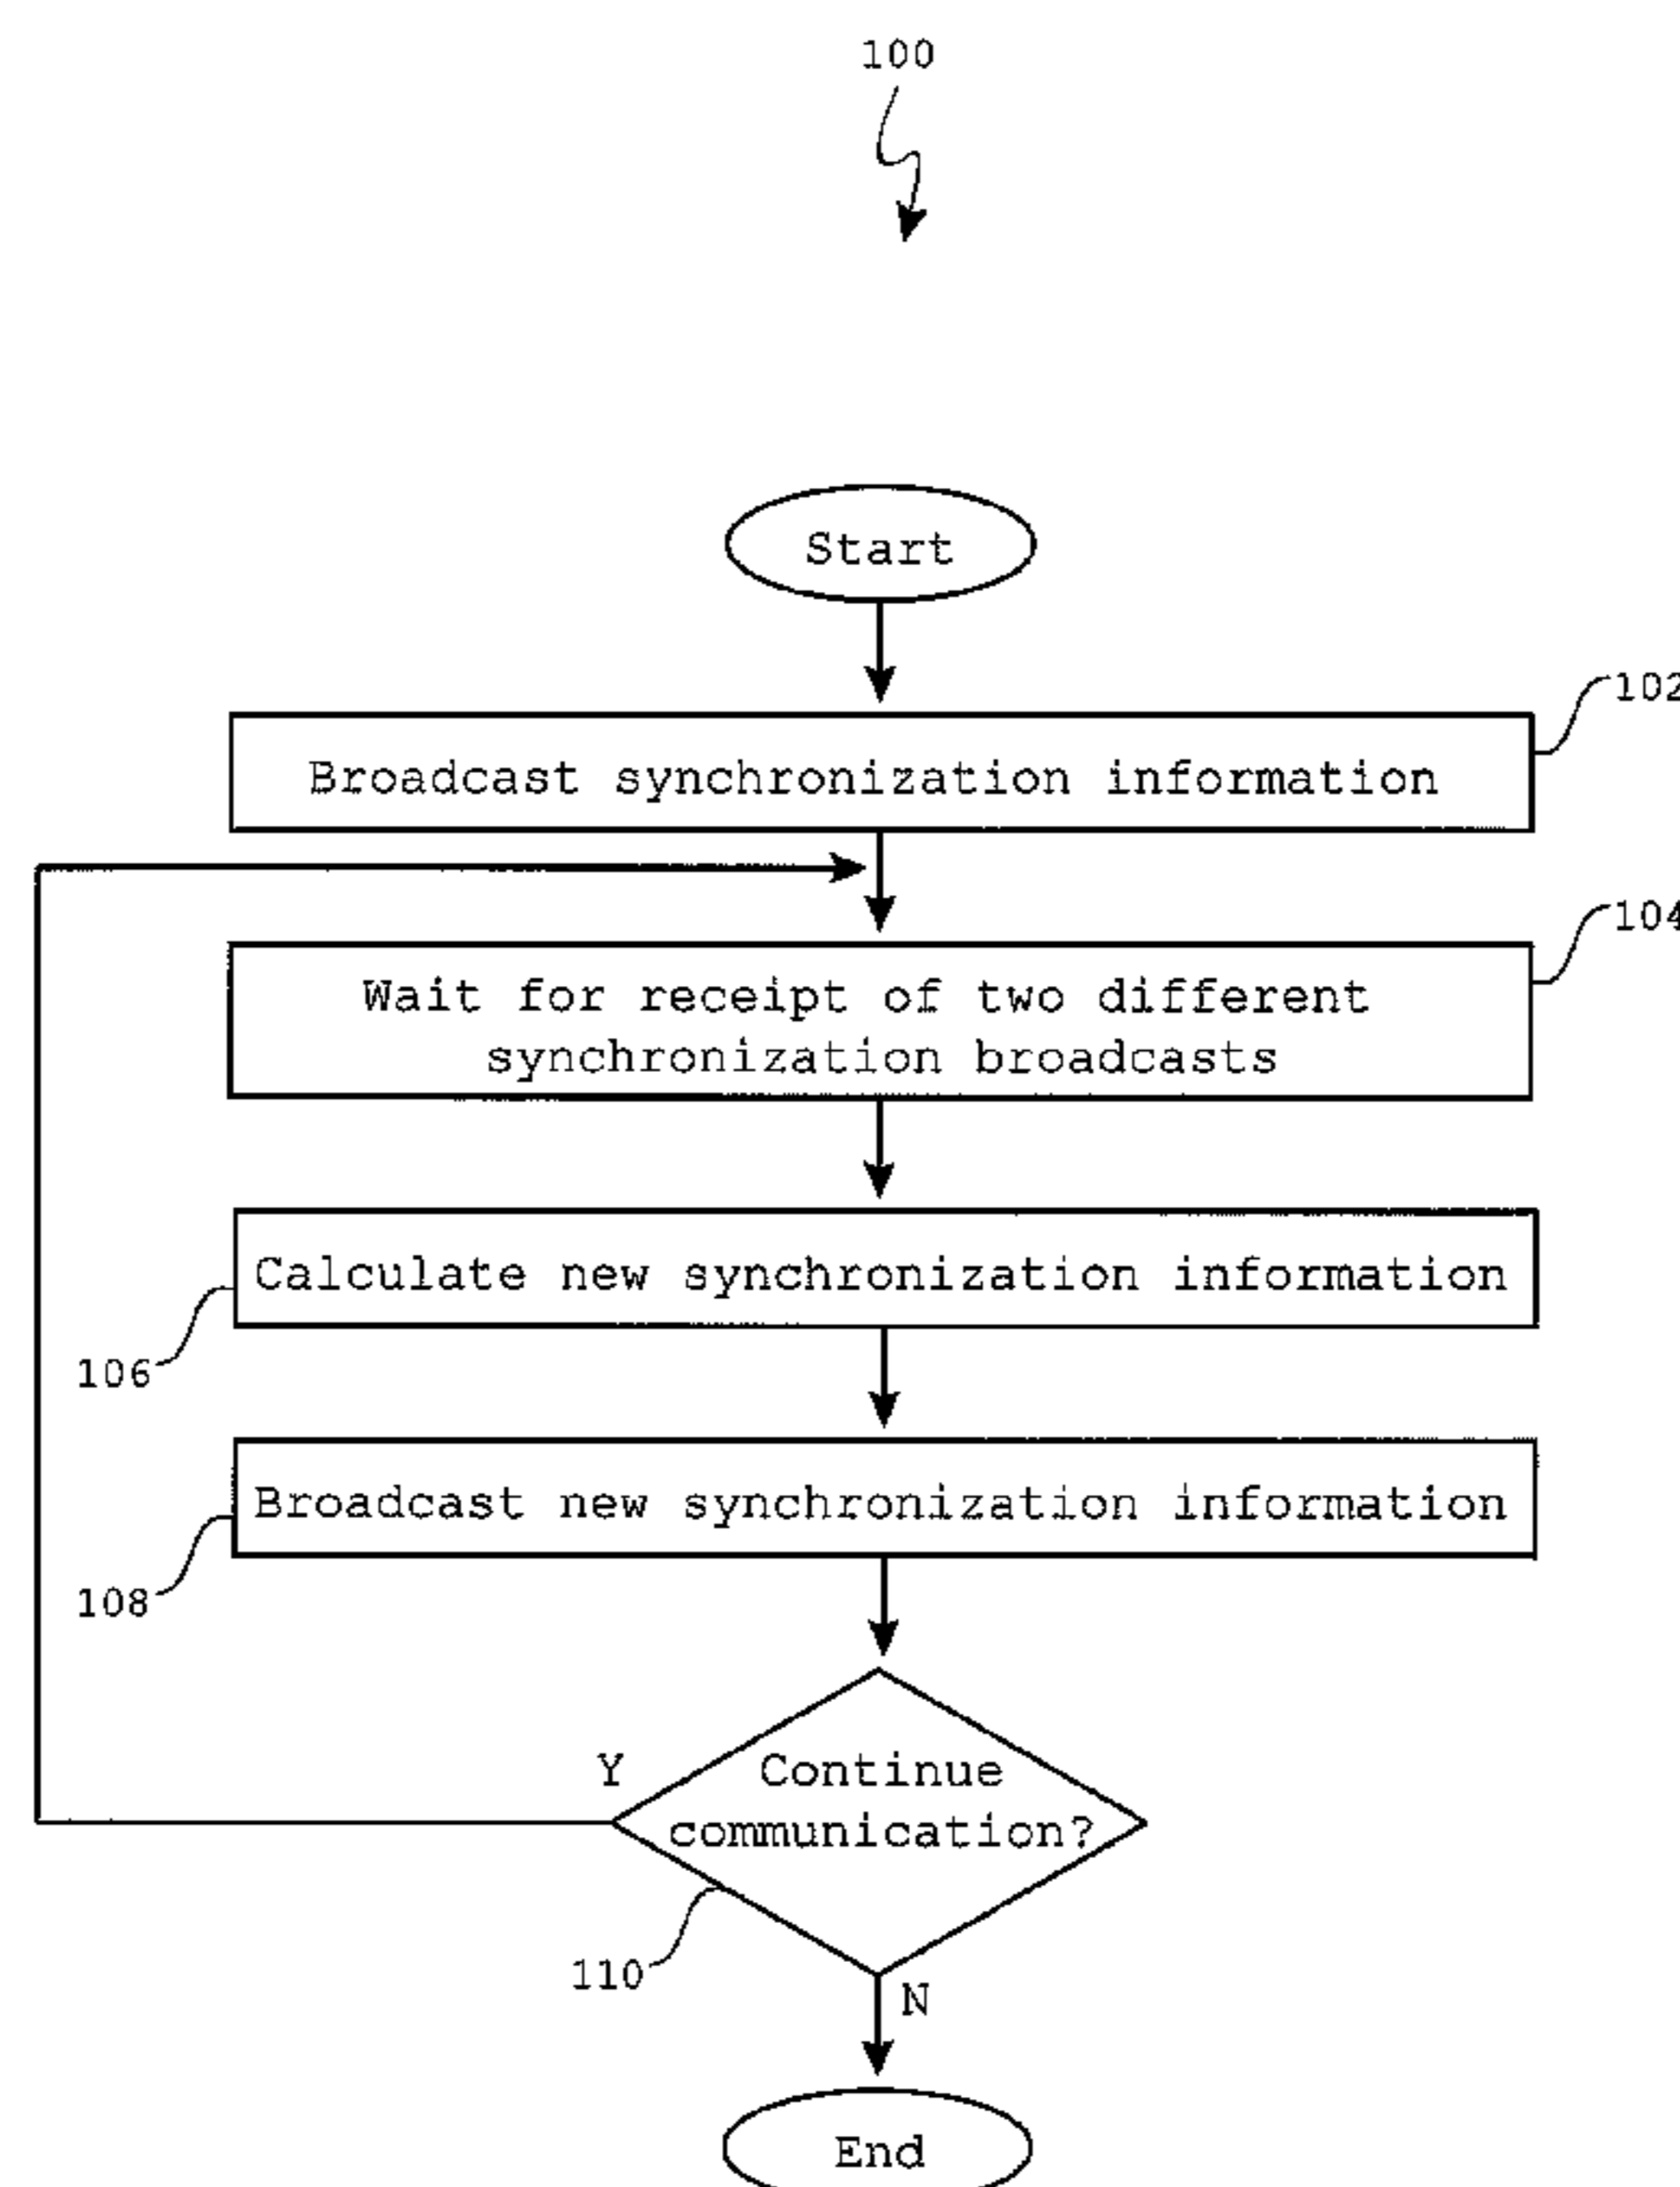 100
Start
102
Broadcast synchronization information
104
Wait for receipt of two different
synchronization broadcasts
Calculate new synchronization information
106
Broadcast new synchronization information
108
Y
Continue
communication?
110
N
End